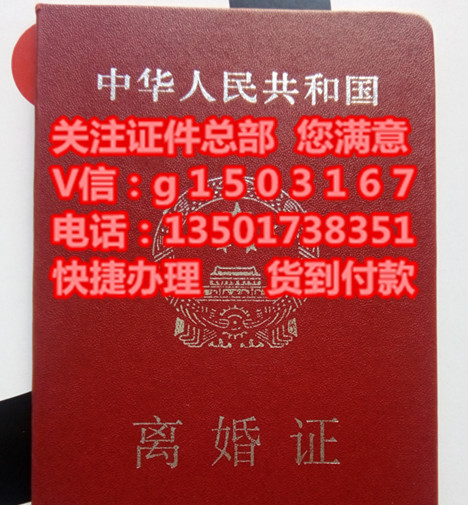 中华人民共和国
关注证件总部 您满意
V信：g1503167
电话：13501738351
快捷办理 货到付款
离婚证